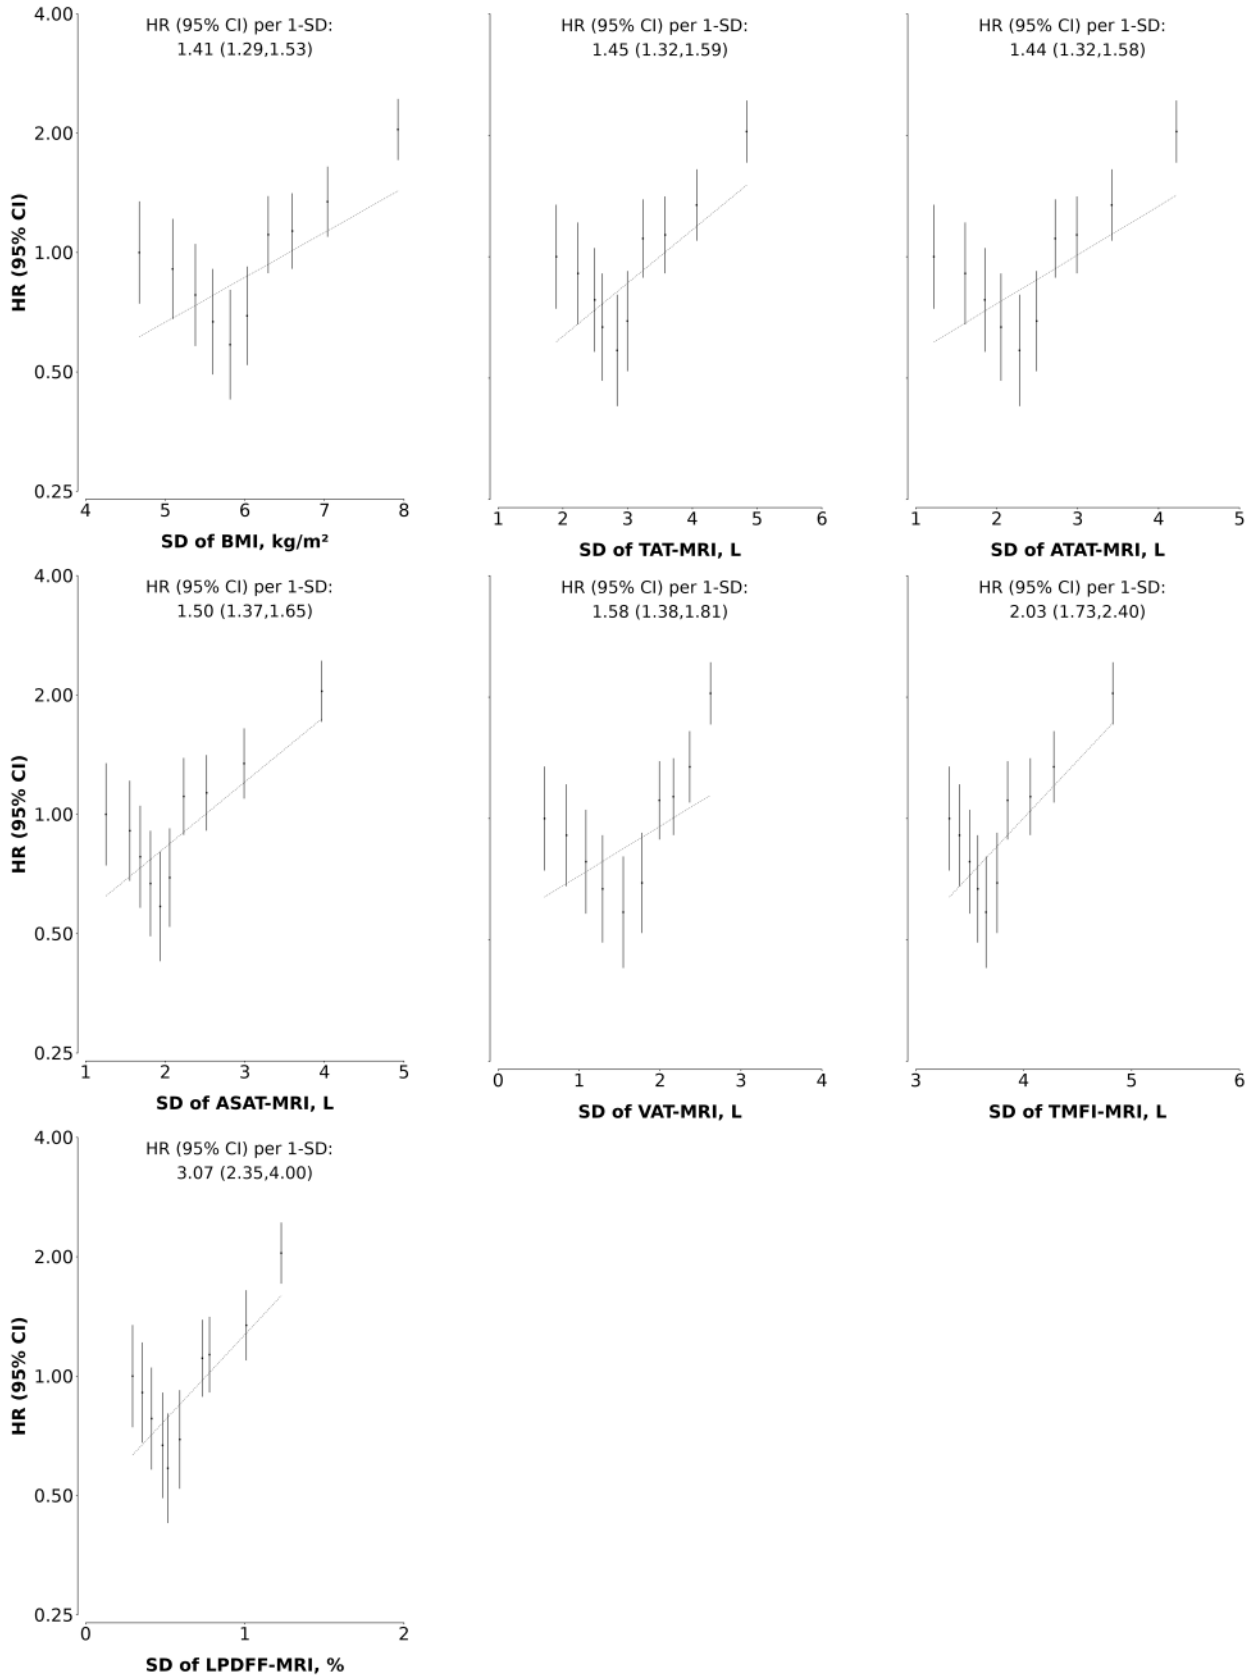 HR (95% CI) per 1-SD:
1.41 (1.29,1.53)
4.00
2.00
1.00
0.50
0.25
HR (95% CI)
4 5 6 7 8
SD of BMI, kg/m²
HR (95% CI) per 1-SD:
1.45 (1.32,1.59)
1 2 3 4 5 6
SD of TAT-MRI, L
HR (95% CI) per 1-SD:
1.44 (1.32,1.58)
1 2 3 4 5
SD of ATAT-MRI, L
HR (95% CI) per 1-SD:
1.50 (1.37,1.65)
4.00
2.00
1.00
0.50
0.25
HR (95% CI)
1 2 3 4 5
SD of ASAT-MRI, L
HR (95% CI) per 1-SD:
1.58 (1.38,1.81)
0 1 2 3 4
SD of VAT-MRI, L
HR (95% CI) per 1-SD:
2.03 (1.73,2.40)
3 4 5 6
SD of TMFI-MRI, L
HR (95% CI) per 1-SD:
3.07 (2.35,4.00)
4.00
2.00
1.00
0.50
0.25
HR (95% CI)
0 1 2
SD of LPDFF-MRI, %